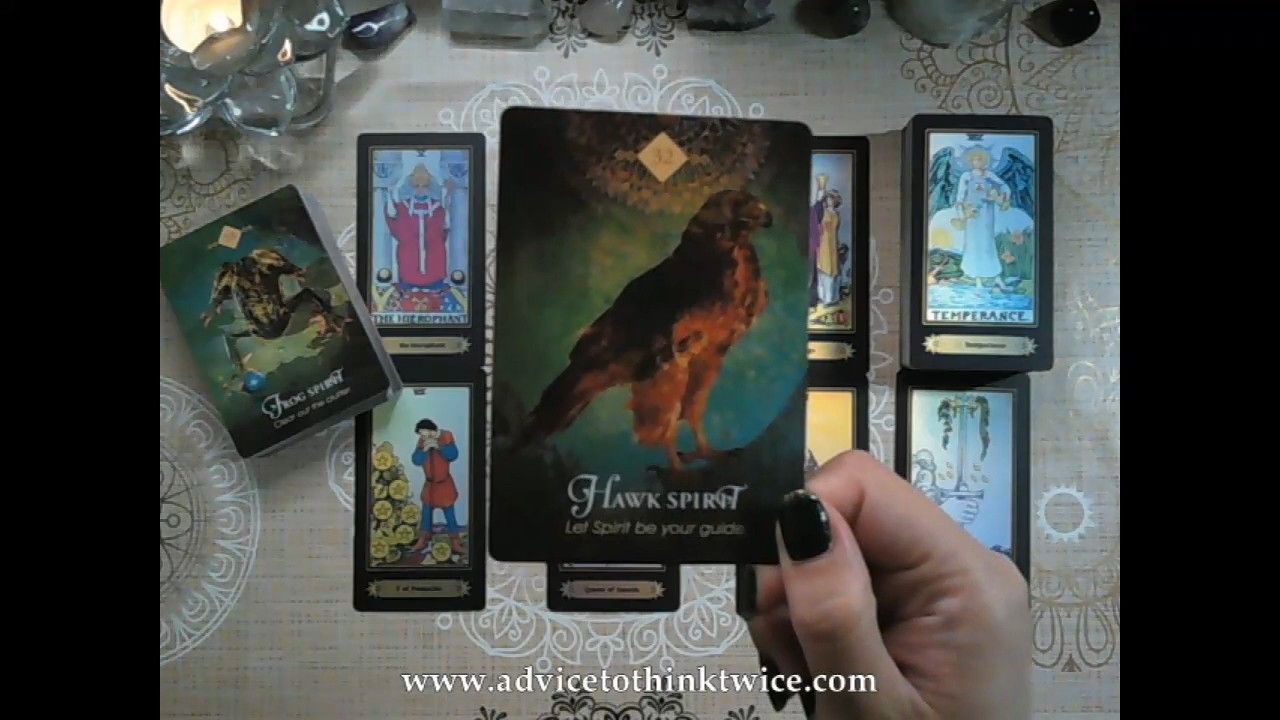 32
HAWK SPIRIT
Let Spirit be your guide
FROG SPIRIT
Clear out the clutter
THE HIEROPHANT
the Hierophant
TEMPERANCE
Temperance
7 of Pentacles
Queen of Swords
www.advicetothinktwice.com